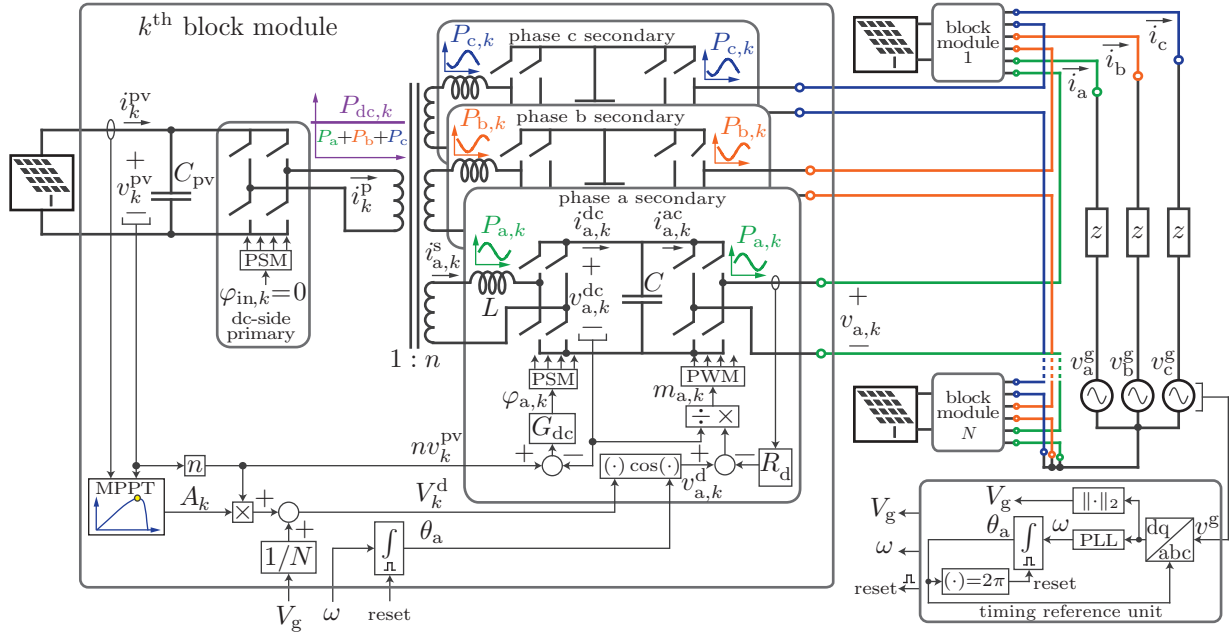 kᵗʰ block module
i_k^pv
+
v_k^pv
−
C_pv
PSM
φ_in,k=0
dc-side
primary
P_dc,k
P_a+P_b+P_c
i_k^p
1 : n
phase c secondary
P_c,k
P_c,k
phase b secondary
P_b,k
P_b,k
phase a secondary
P_a,k
P_a,k
i_a,k^s
L
i_a,k^dc
+
v_a,k^dc
−
C
i_a,k^ac
+
v_a,k
−
PSM
φ_a,k
G_dc
+
−
PWM
m_a,k
÷ ×
(·) cos(·)
+
−
v_a,k^d
R_d
nv_k^pv
n
MPPT
A_k
×
+
+
V_k^d
1/N
V_g
ω
θ_a
∫
reset
block
module
1
i_a
i_b
i_c
z
z
z
v_a^g
v_b^g
v_c^g
block
module
N
V_g
ω
reset
V_g
‖·‖₂
θ_a
∫
ω
PLL
dq
abc
v^g
(·)=2π
reset
timing reference unit